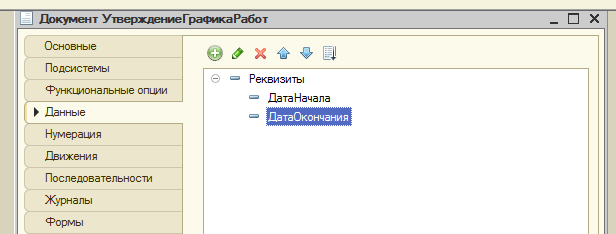 Документ УтверждениеГрафикаРабот
Основные
Подсистемы
Функциональные опции
Данные
Нумерация
Движения
Последовательности
Журналы
Формы
Реквизиты
ДатаНачала
ДатаОкончания